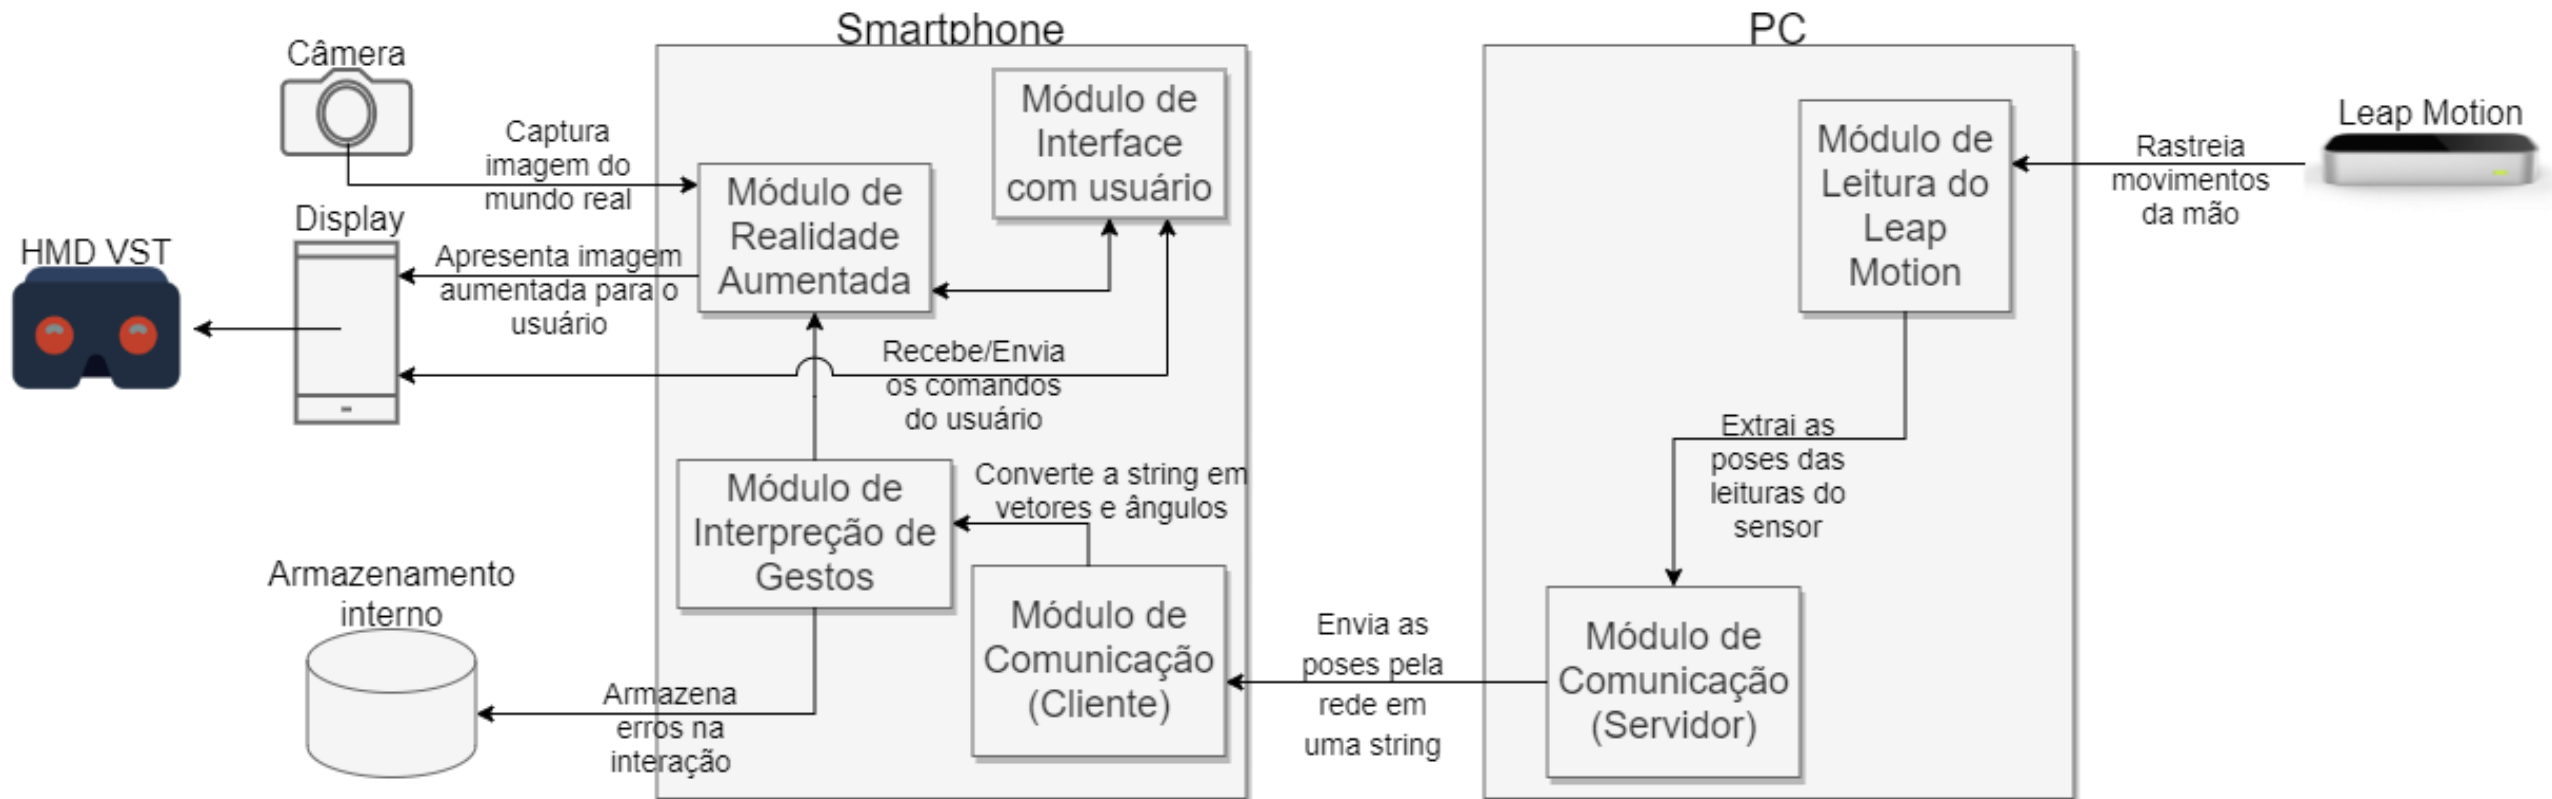 Smartphone
PC
Câmera
Captura
imagem do
mundo real
Módulo de
Interface
com usuário
Módulo de
Realidade
Aumentada
Módulo de
Leitura do
Leap
Motion
Rastreia
movimentos
da mão
Leap Motion
Display
HMD VST
Apresenta imagem
aumentada para o
usuário
Recebe/Envia
os comandos
do usuário
Extrai as
poses das
leituras do
sensor
Converte a string em
vetores e ângulos
Módulo de
Interpreção de
Gestos
Armazenamento
interno
Armazena
erros na
interação
Módulo de
Comunicação
(Cliente)
Envia as
poses pela
rede em
uma string
Módulo de
Comunicação
(Servidor)